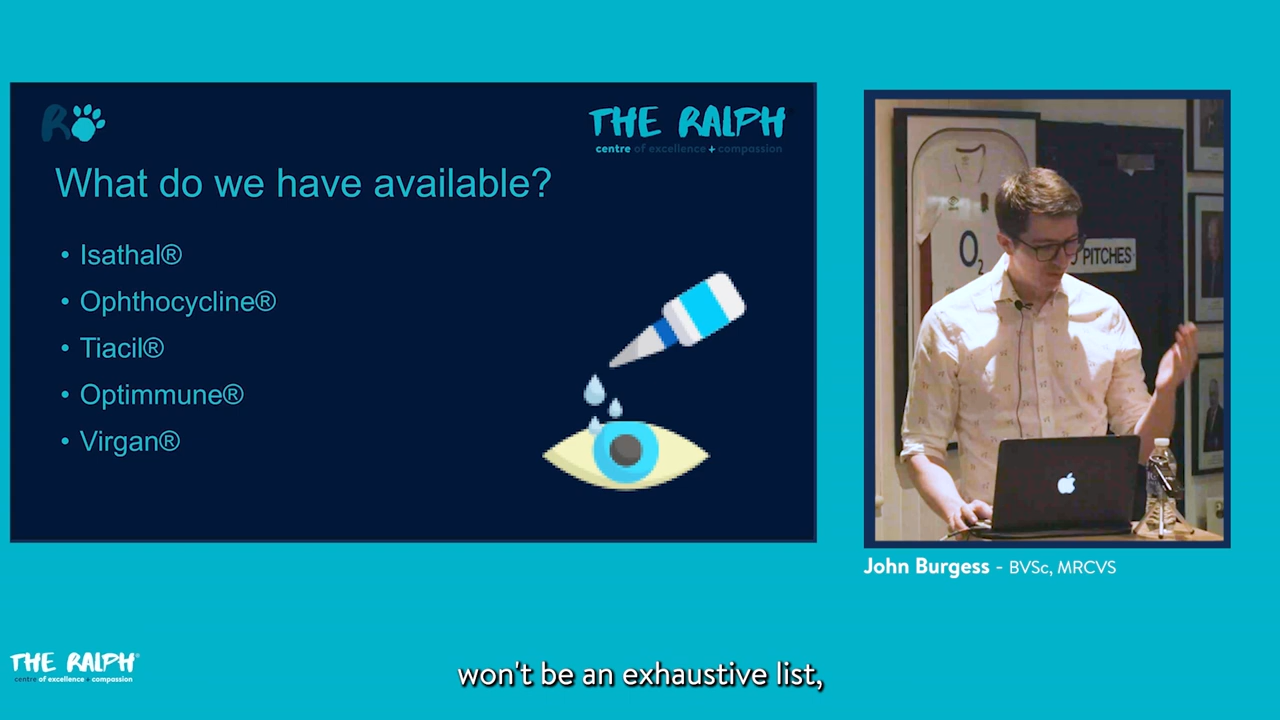 THE RALPH
centre of excellence + compassion
What do we have available?
• Isathal®
• Ophthocycline®
• Tiacil®
• Optimmune®
• Virgan®
O2
PITCHES
John Burgess - BVSc, MRCVS
THE RALPH®
centre of excellence + compassion
won't be an exhaustive list,